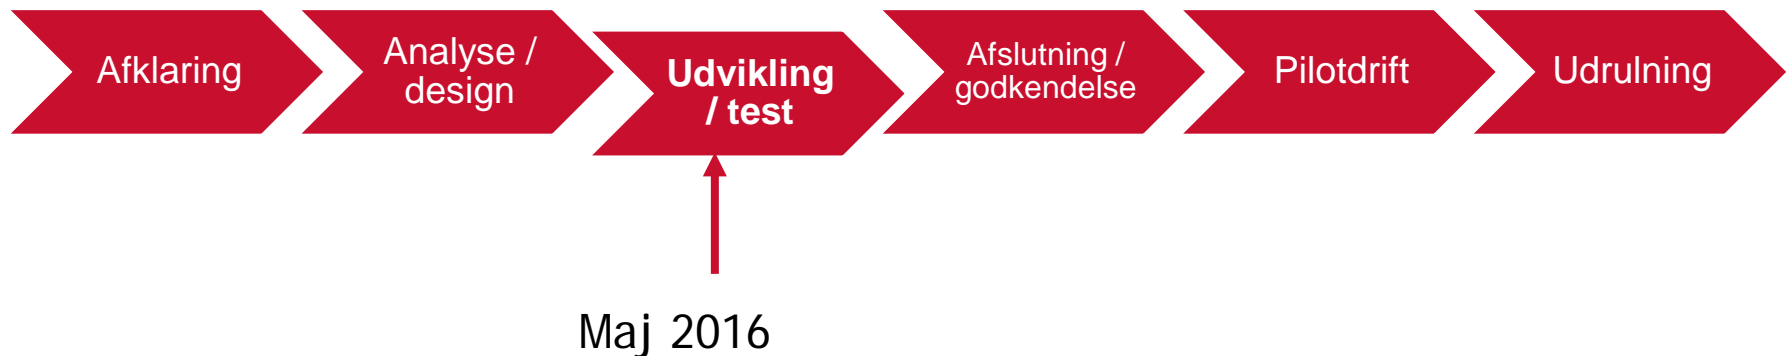 Afklaring
Analyse /
design
Udvikling
/ test
Afslutning /
godkendelse
Pilotdrift
Udrulning
Maj 2016